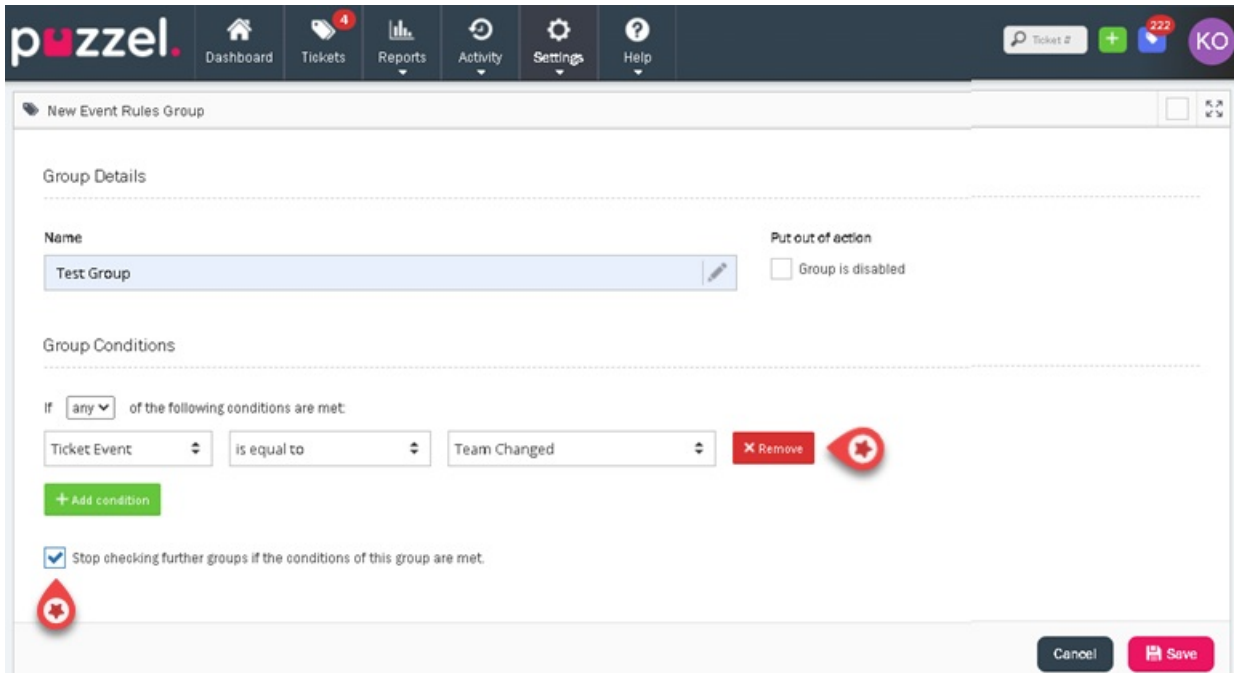 puzzel.
Dashboard
Tickets
4
Reports
Activity
Settings
Help
Ticket #
222
KO
New Event Rules Group
Group Details
Name
Put out of action
Test Group
Group is disabled
Group Conditions
If any of the following conditions are met:
Ticket Event is equal to Team Changed Remove
+ Add condition
Stop checking further groups if the conditions of this group are met.
Cancel Save